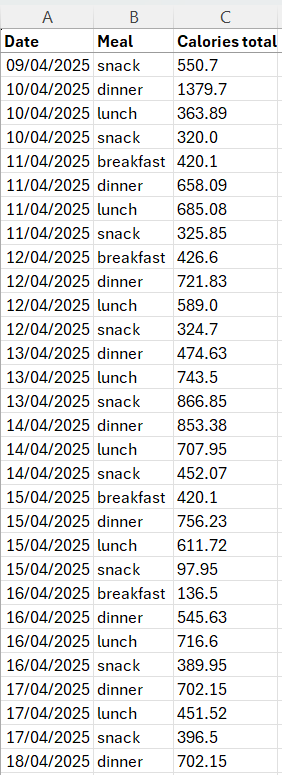 A B C
Date Meal Calories total
09/04/2025 snack 550.7
10/04/2025 dinner 1379.7
10/04/2025 lunch 363.89
10/04/2025 snack 320.0
11/04/2025 breakfast 420.1
11/04/2025 dinner 658.09
11/04/2025 lunch 685.08
11/04/2025 snack 325.85
12/04/2025 breakfast 426.6
12/04/2025 dinner 721.83
12/04/2025 lunch 589.0
12/04/2025 snack 324.7
13/04/2025 dinner 474.63
13/04/2025 lunch 743.5
13/04/2025 snack 866.85
14/04/2025 dinner 853.38
14/04/2025 lunch 707.95
14/04/2025 snack 452.07
15/04/2025 breakfast 420.1
15/04/2025 dinner 756.23
15/04/2025 lunch 611.72
15/04/2025 snack 97.95
16/04/2025 breakfast 136.5
16/04/2025 dinner 545.63
16/04/2025 lunch 716.6
16/04/2025 snack 389.95
17/04/2025 dinner 702.15
17/04/2025 lunch 451.52
17/04/2025 snack 396.5
18/04/2025 dinner 702.15